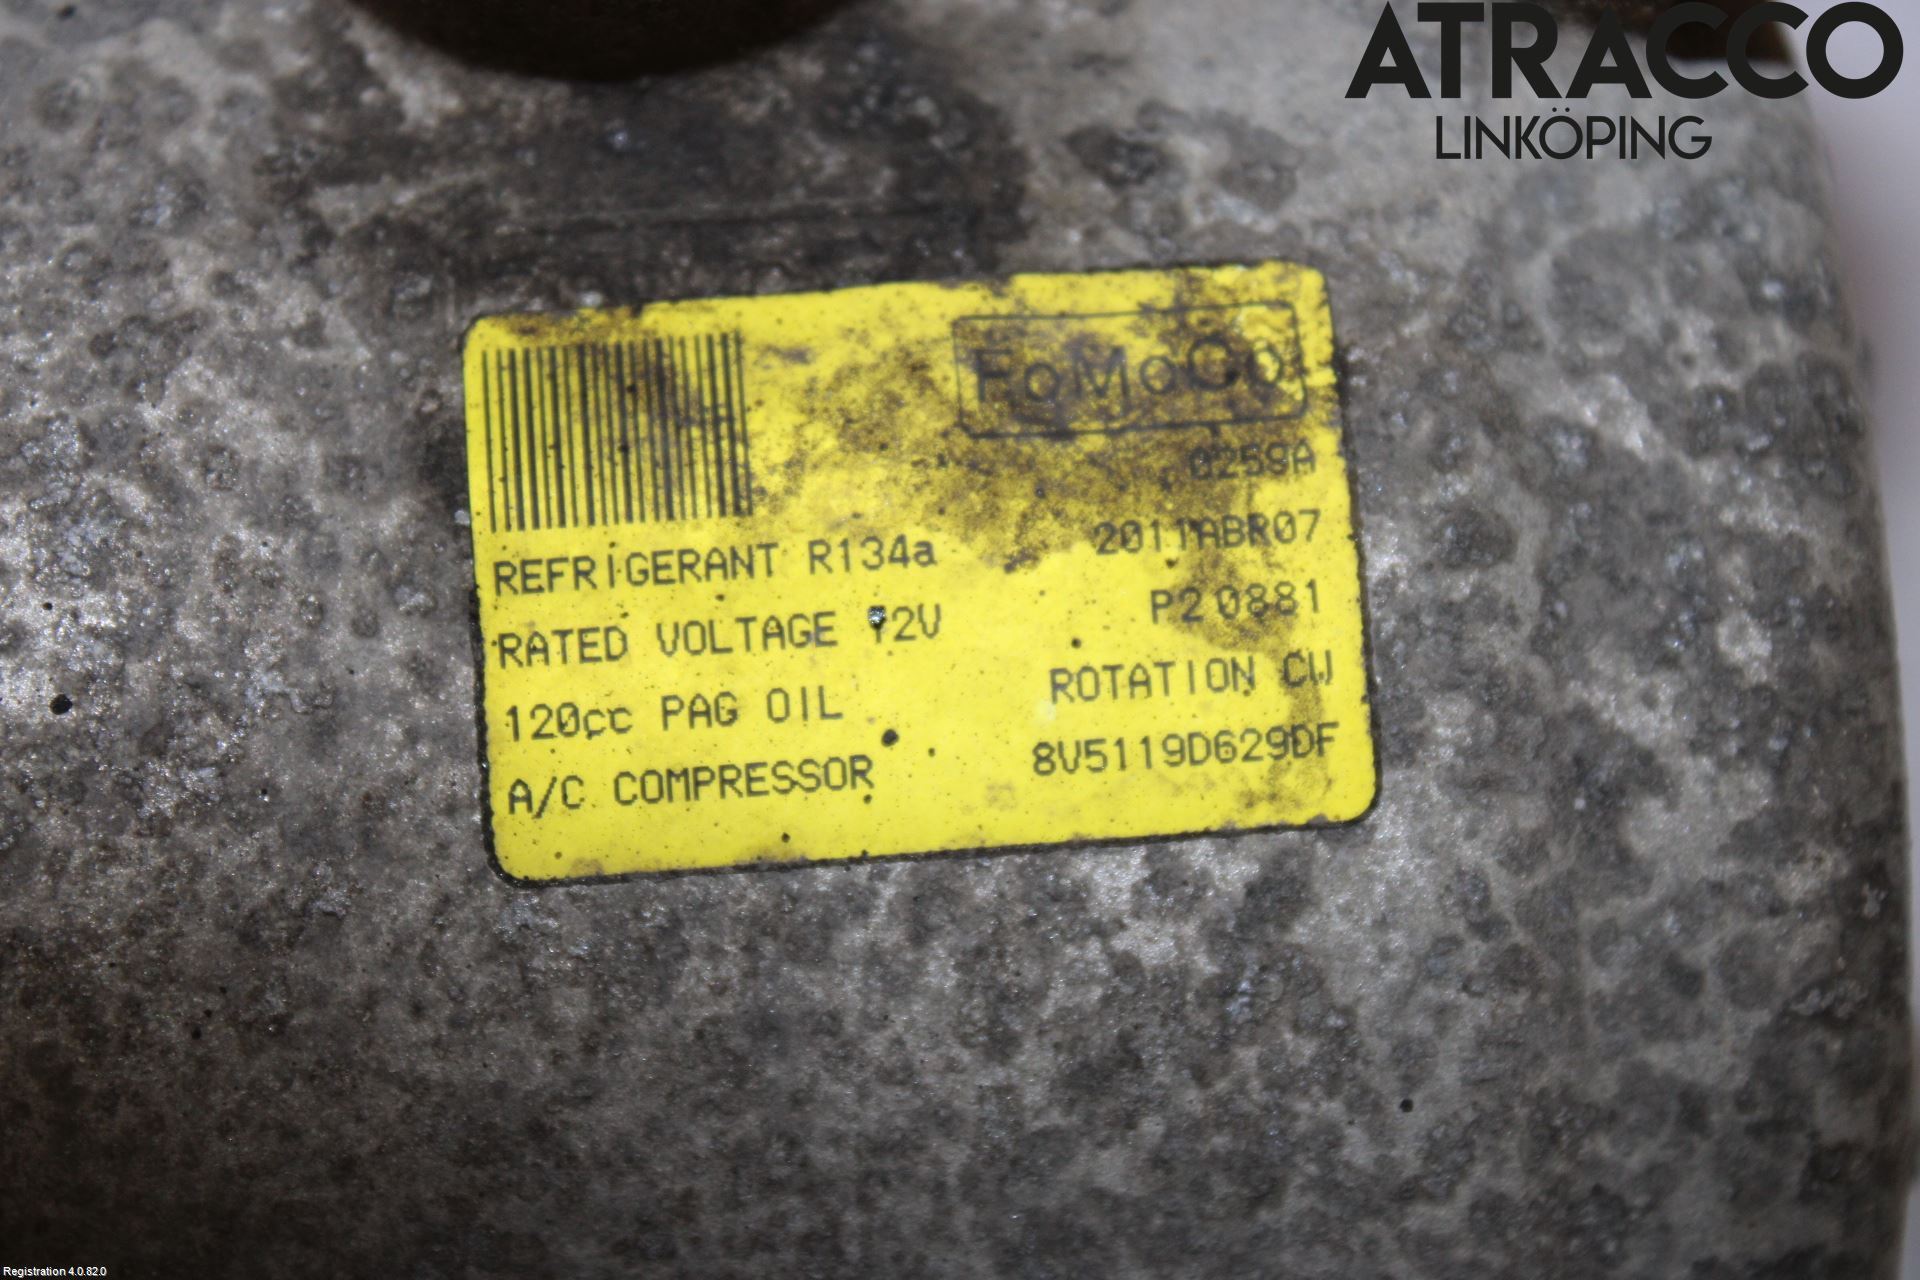 ATRACCO
LINKÖPING
FoMoCo
0259A
REFRIGERANT R134a 2011ABR07
RATED VOLTAGE 12V P2 0881
120cc PAG OIL ROTATION CW
A/C COMPRESSOR 8V5119D629DF
Registration 4.0.82.0